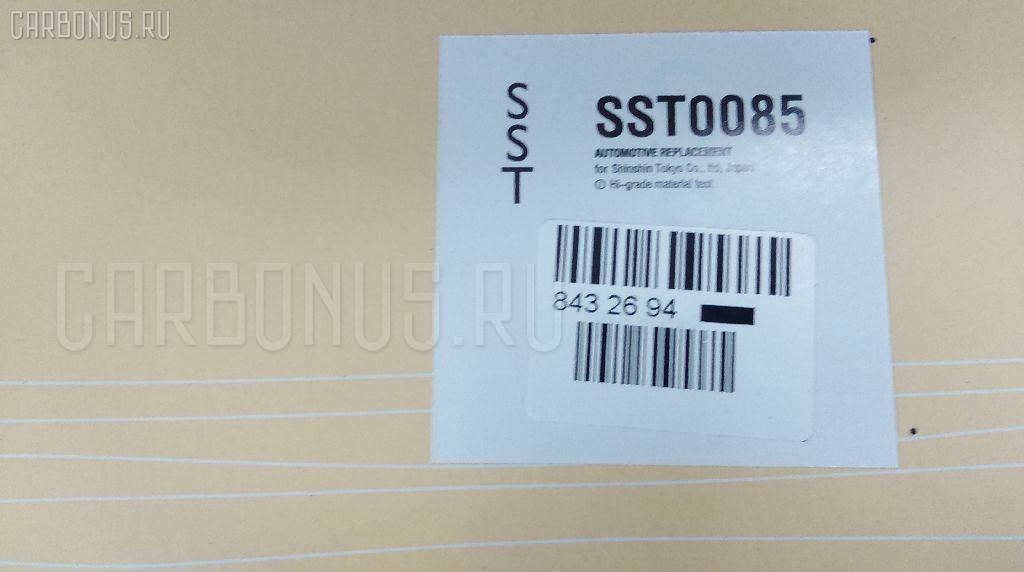 CARBONUS.RU
S
S
T
SST0085
AUTOMOTIVE REPLACEMENT
for Shinshin Tokyo Co., ltd, Japan
Hi-grade material test
843 26 94
CARBONUS.RU